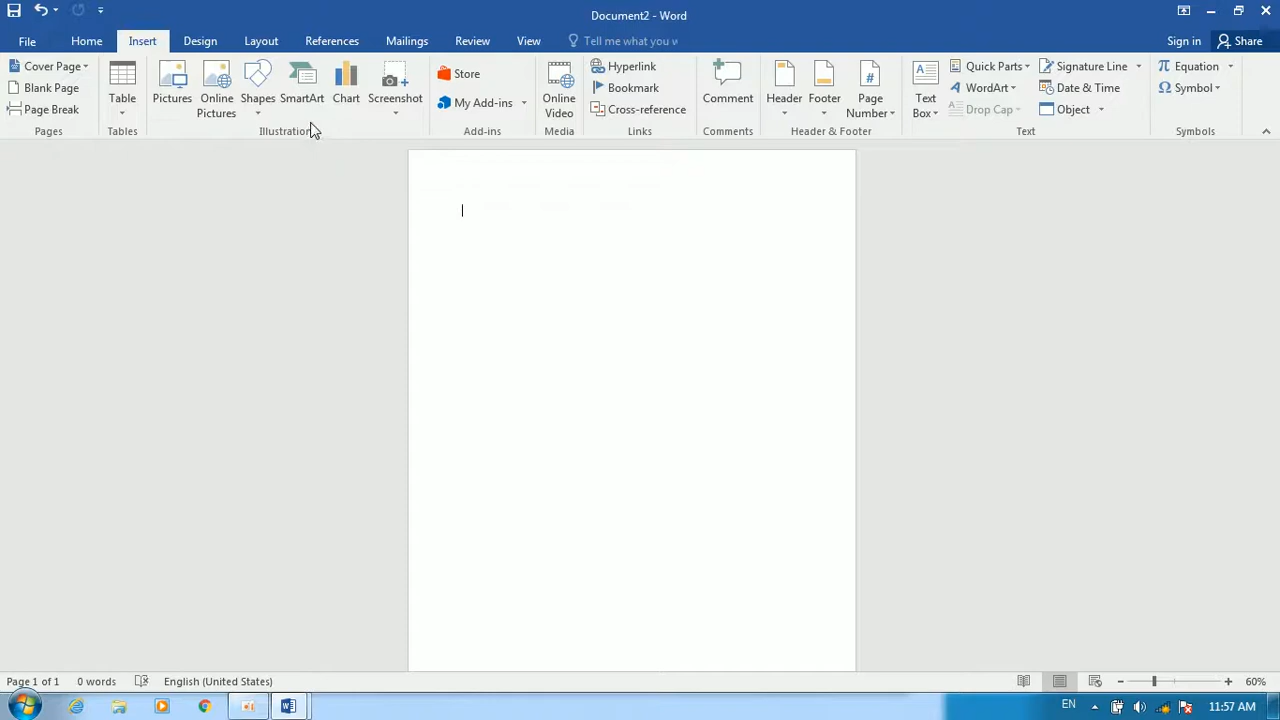 Document2 - Word
File Home Insert Design Layout References Mailings Review View Tell me what you w Sign in Share
Cover Page
Blank Page
Page Break
Pages
Table
Tables
Pictures
Online Pictures
Shapes
SmartArt
Chart
Screenshot
Illustration
Store
My Add-ins
Add-ins
Online Video
Media
Hyperlink
Bookmark
Cross-reference
Links
Comment
Comments
Header
Footer
Page Number
Header & Footer
Text Box
Quick Parts
WordArt
Drop Cap
Signature Line
Date & Time
Object
Text
Equation
Symbol
Symbols
Page 1 of 1 0 words English (United States) 60%
EN 11:57 AM